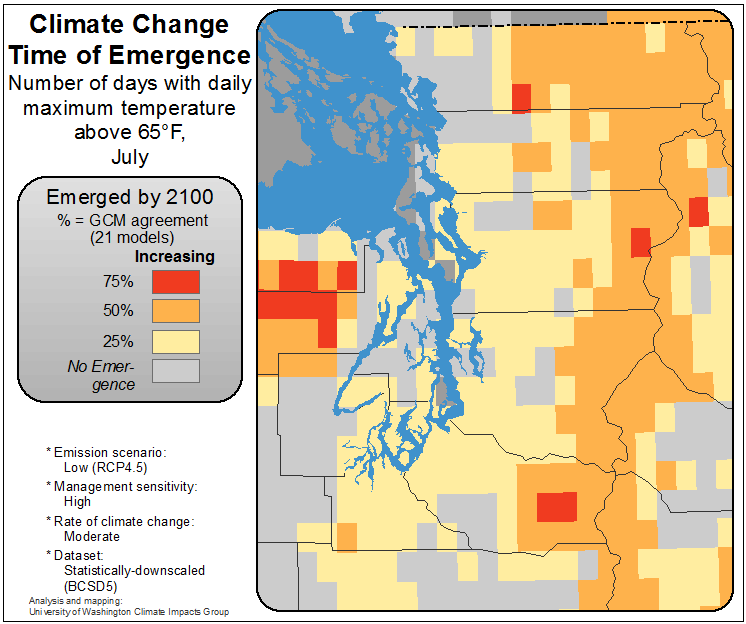 Climate Change
Time of Emergence
Number of days with daily
maximum temperature
above 65°F,
July
Emerged by 2100
% = GCM agreement
(21 models)
Increasing
75%
50%
25%
No Emer-
gence
* Emission scenario:
Low (RCP4.5)
* Management sensitivity:
High
* Rate of climate change:
Moderate
* Dataset:
Statistically-downscaled
(BCSD5)
Analysis and mapping:
University of Washington Climate Impacts Group